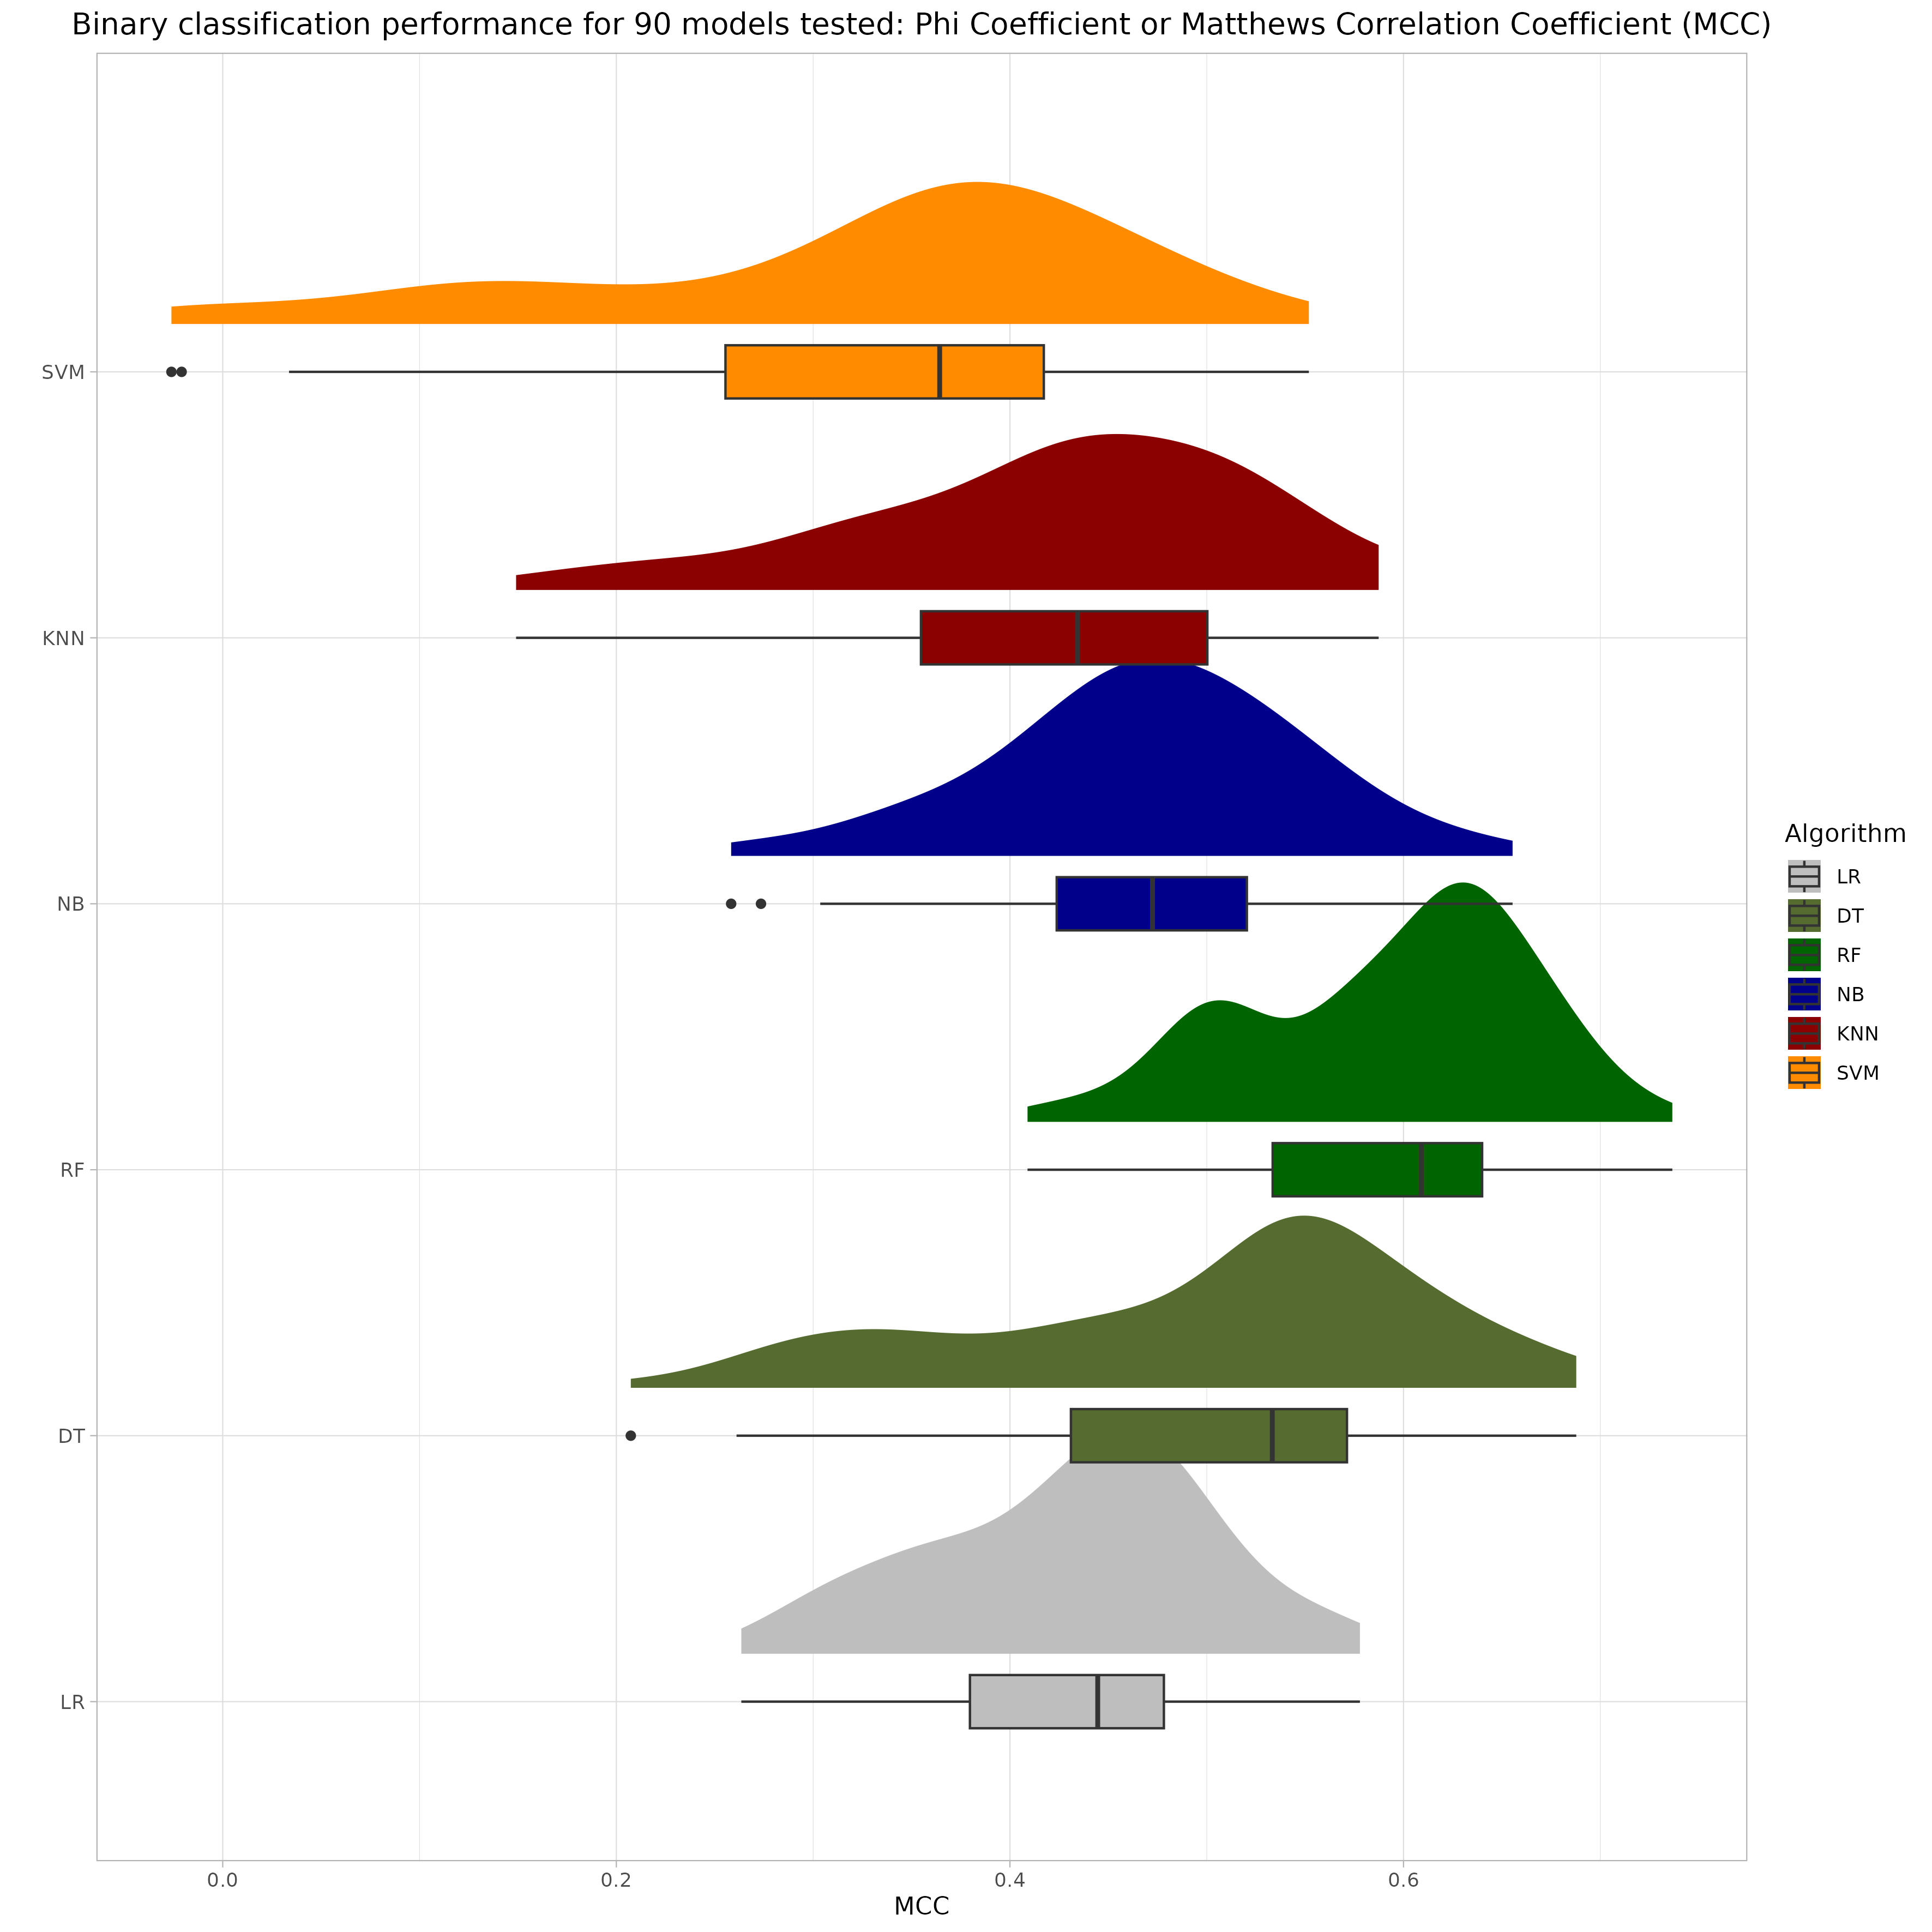 Binary classification performance for 90 models tested: Phi Coefficient or Matthews Correlation Coefficient (MCC)
SVM
KNN
NB
RF
DT
LR
0.0
0.2
0.4
0.6
MCC
Algorithm
LR
DT
RF
NB
KNN
SVM